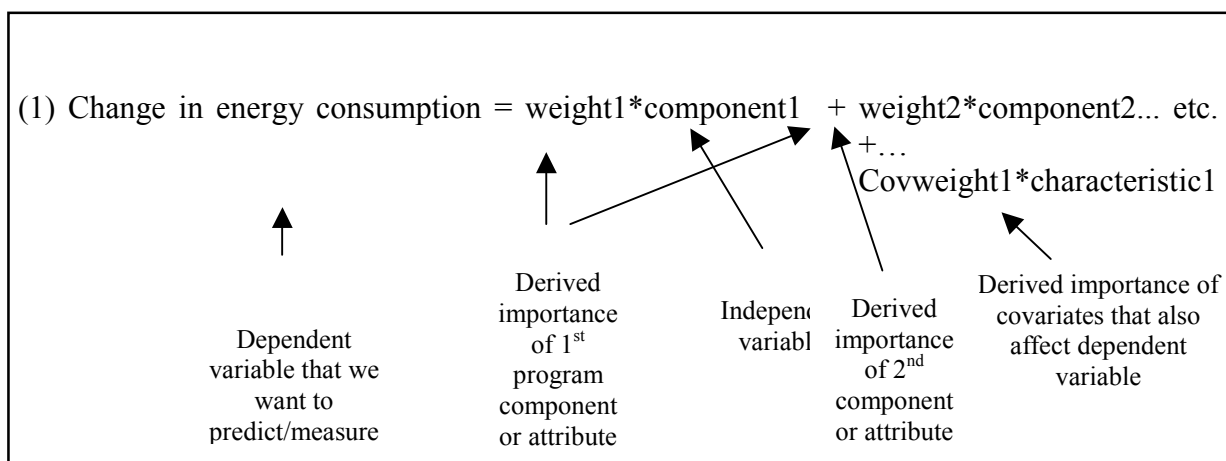 (1) Change in energy consumption = weight1*component1 + weight2*component2... etc.
+...
Covweight1*characteristic1
Dependent
variable that we
want to
predict/measure
Derived
importance
of 1st
program
component
or attribute
Independ
variabl
Derived
importance
of 2nd
component
or attribute
Derived importance of
covariates that also
affect dependent
variable